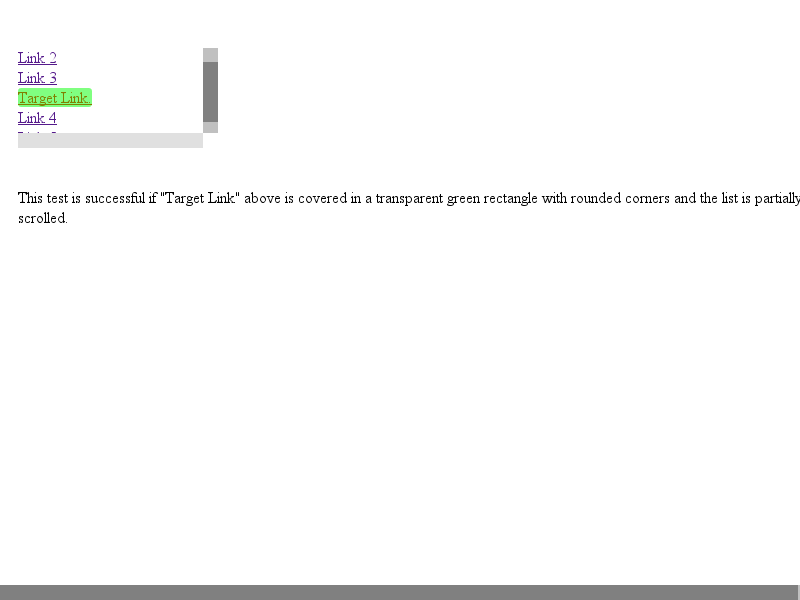 Link 2
Link 3
Target Link
Link 4
This test is successful if "Target Link" above is covered in a transparent green rectangle with rounded corners and the list is partially
scrolled.